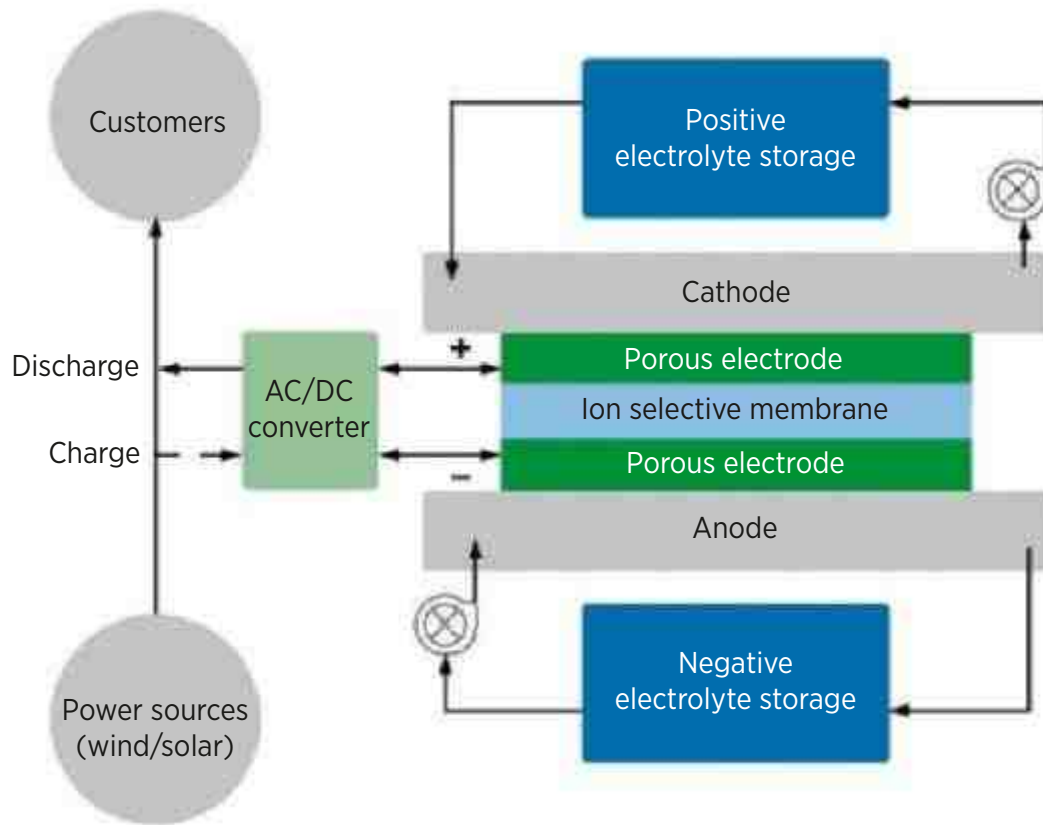 Customers
Positive
electrolyte storage
Cathode
+
Porous electrode
Discharge
AC/DC
converter
Ion selective membrane
Charge
Porous electrode
–
Anode
Negative
electrolyte storage
Power sources
(wind/solar)